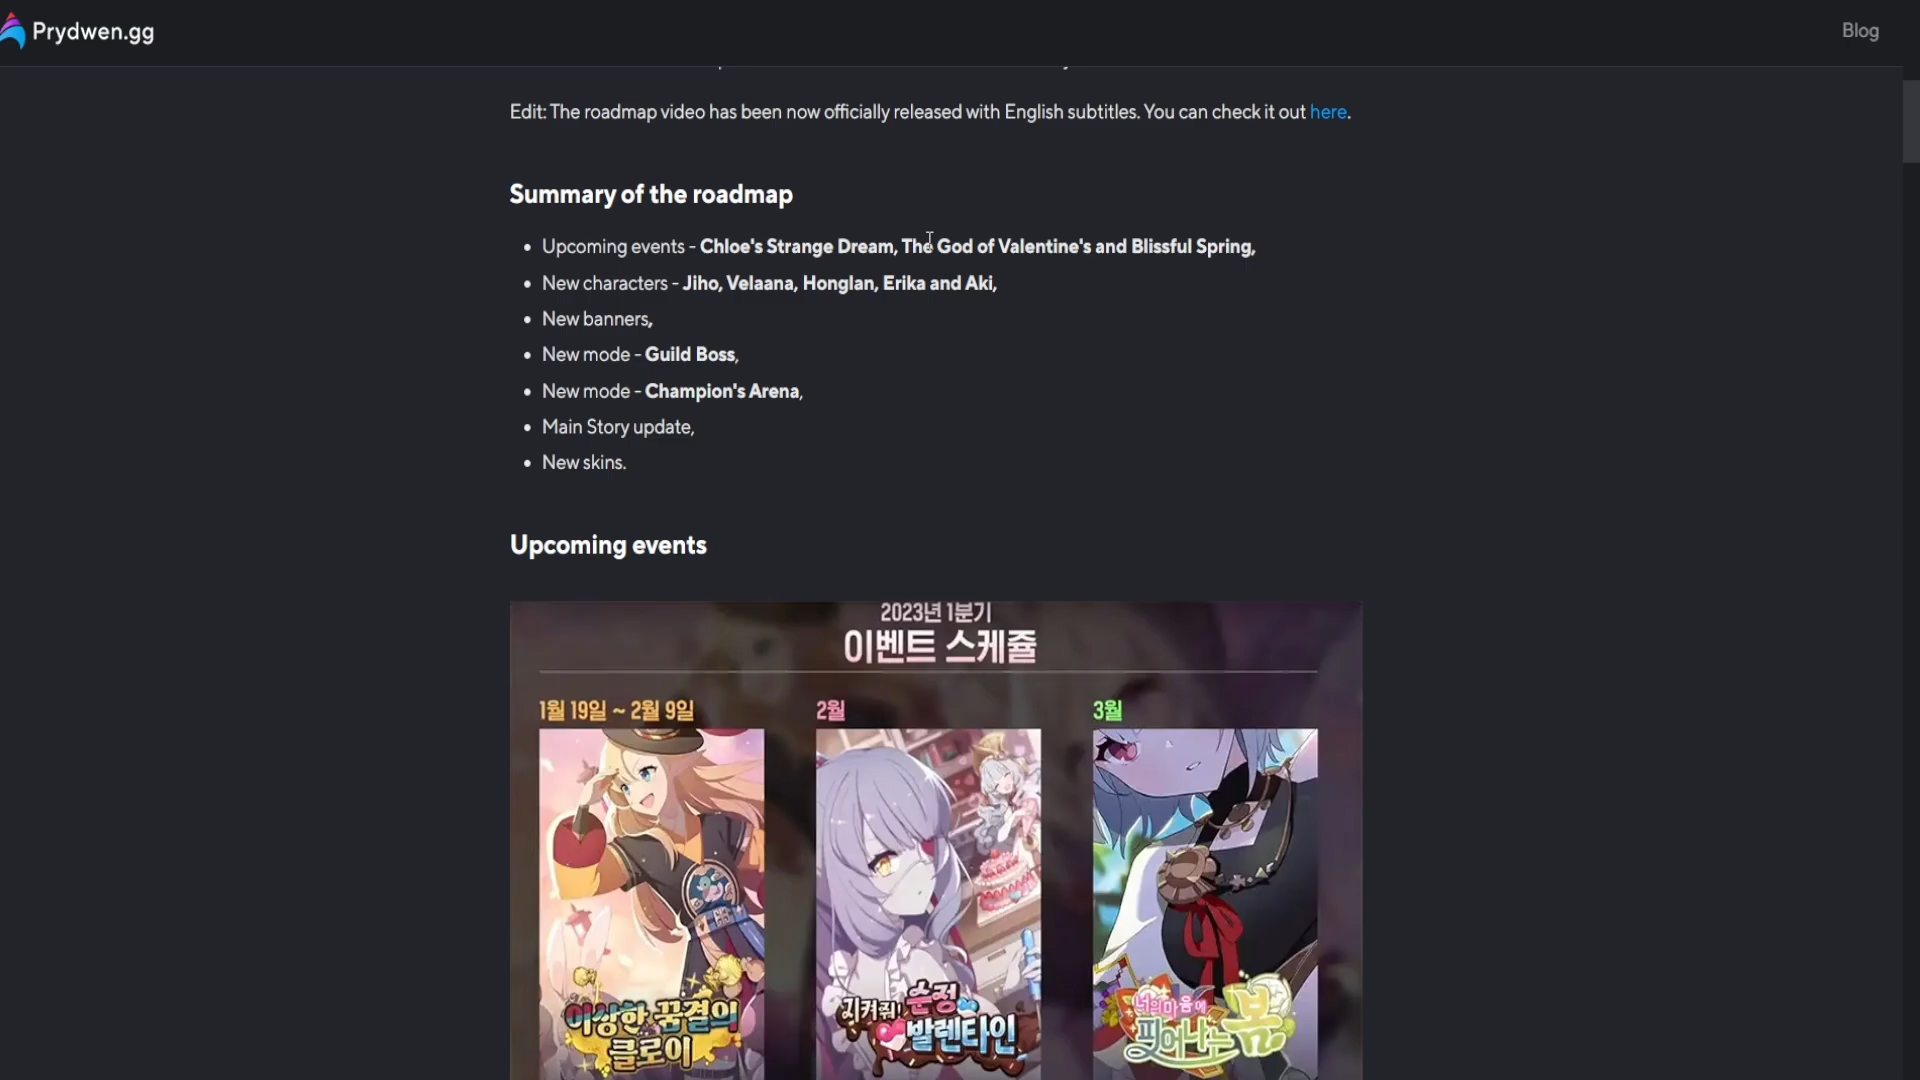 Prydwen.gg
Blog
Edit: The roadmap video has been now officially released with English subtitles. You can check it out here.
Summary of the roadmap
• Upcoming events - Chloe's Strange Dream, The God of Valentine's and Blissful Spring,
• New characters - Jiho, Velaana, Honglan, Erika and Aki,
• New banners,
• New mode - Guild Boss,
• New mode - Champion's Arena,
• Main Story update,
• New skins.
Upcoming events
2023년 1분기
이벤트 스케쥴
1월 19일 ~ 2월 9일
2월
3월
이상한 꿈결의
클로이
지켜줘! 순정
발렌타인
너의 마음에
피어나는 봄